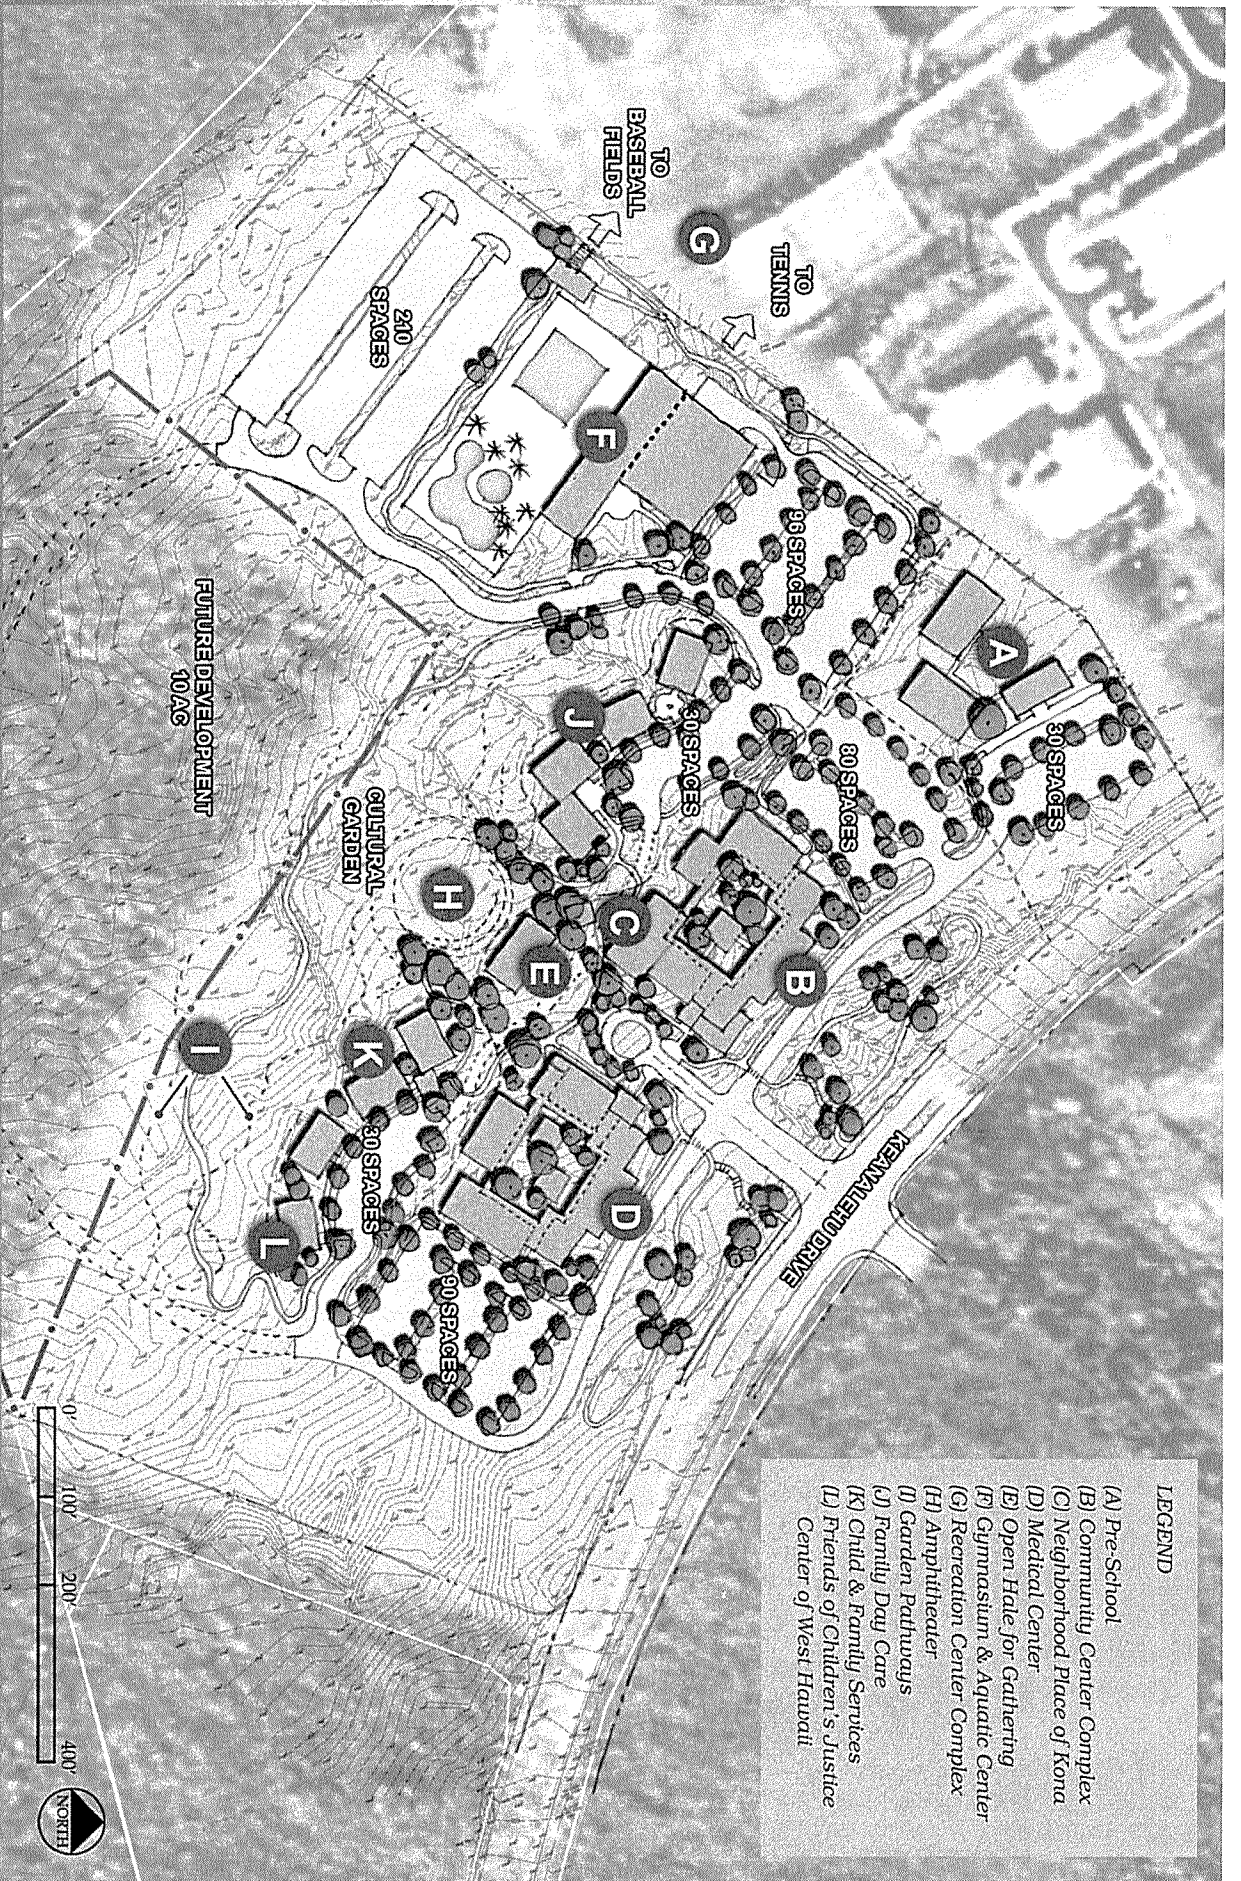 LEGEND
(A) Pre-School
(B) Community Center Complex
(C) Neighborhood Place of Kona
(D) Medical Center
(E) Open Hale for Gathering
(F) Gymnasium & Aquatic Center
(G) Recreation Center Complex
(H) Amphitheater
(I) Garden Pathways
(J) Family Day Care
(K) Child & Family Services
(L) Friends of Children's Justice
Center of West Hawaii
KEANALEHU DRIVE
30 SPACES
A
80 SPACES
96 SPACES
B
TO
TENNIS
G
TO
BASEBALL
FIELDS
30 SPACES
C
D
F
J
E
90 SPACES
H
210
SPACES
CULTURAL
GARDEN
K
30 SPACES
L
I
FUTURE DEVELOPMENT
10 AC
0'
100'
200'
400'
NORTH